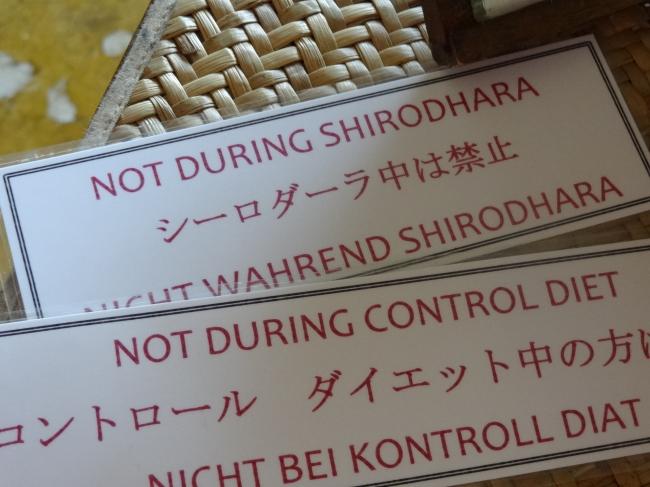 NOT DURING SHIRODHARA
シーロダーラ中は禁止
NICHT WAHREND SHIRODHARA
NOT DURING CONTROL DIET
コントロール ダイエット中の方は
NICHT BEI KONTROLL DIAT